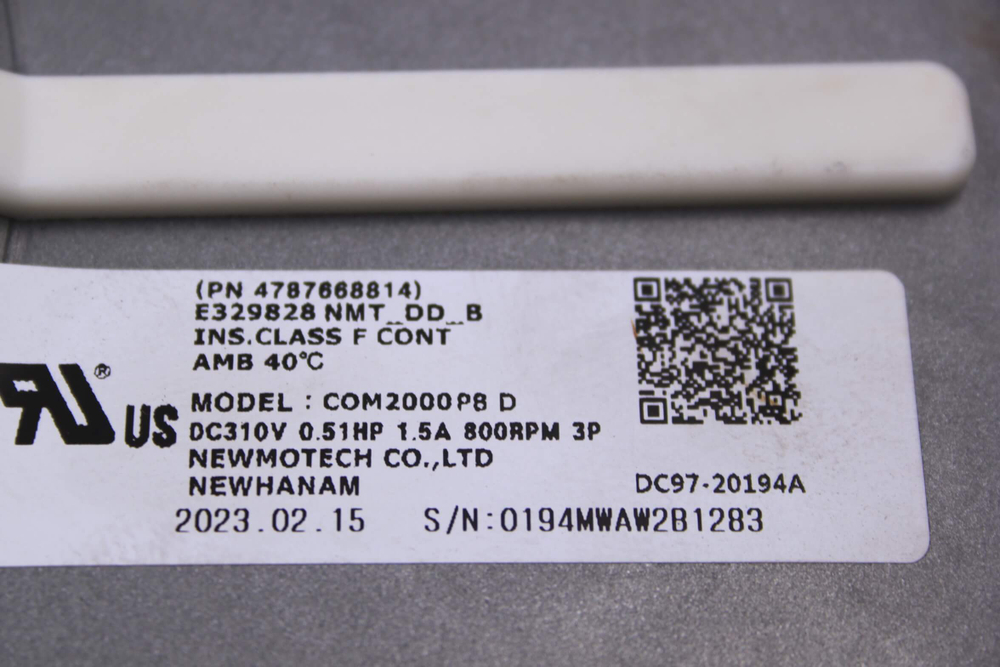 (PN 4787668814)
E329828 NMT_DD_B
INS.CLASS F CONT
AMB 40℃
RU® US
MODEL : COM2000P8 D
DC310V 0.51HP 1.5A 800RPM 3P
NEWMOTECH CO.,LTD
NEWHANAM
DC97-20194A
2023.02.15 S/N:0194MWAW2B1283